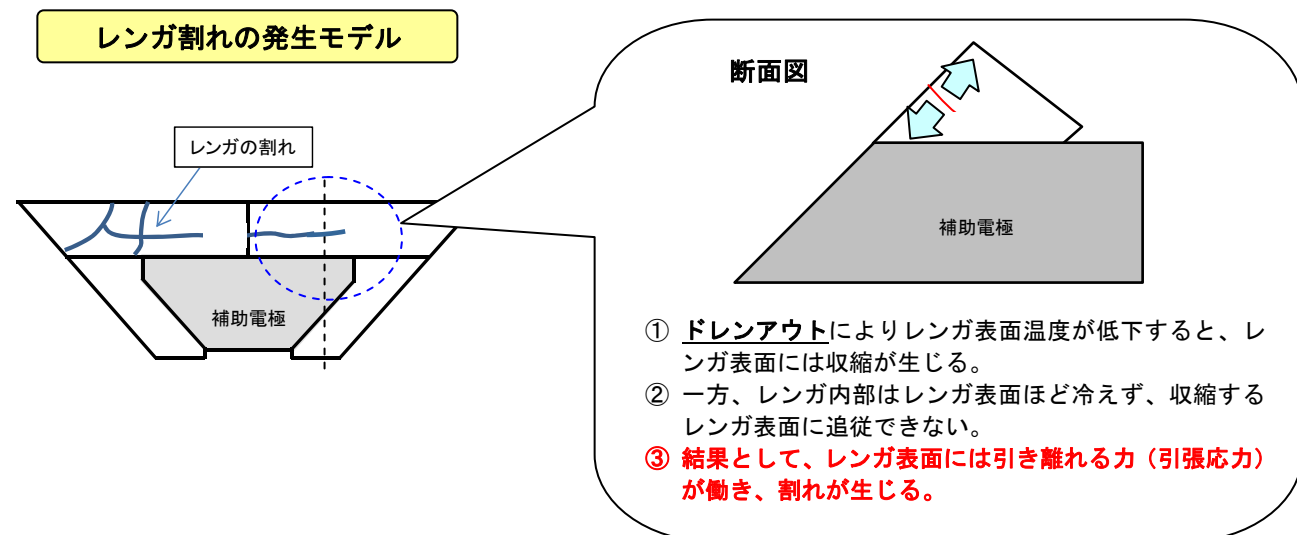 レンガ割れの発生モデル
レンガの割れ
補助電極
断面図
補助電極
① ドレンアウトによりレンガ表面温度が低下すると、レ
ンガ表面には収縮が生じる。
② 一方、レンガ内部はレンガ表面ほど冷えず、収縮する
レンガ表面に追従できない。
③ 結果として、レンガ表面には引き離れる力（引張応力）
が働き、割れが生じる。